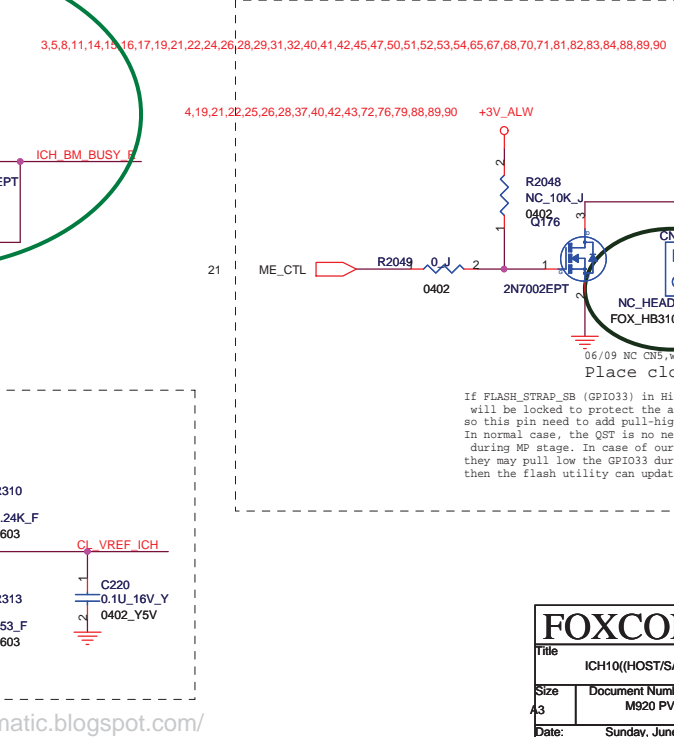 3,5,8,11,14,15,16,17,19,21,22,24,26,28,29,31,32,40,41,42,45,47,50,51,52,53,54,65,67,68,70,71,81,82,83,84,88,89,90
4,19,21,22,25,26,28,37,40,42,43,72,76,79,88,89,90 +3V_ALW
ICH_BM_BUSY_
EPT
2
R2048
NC_10K_J
0402
1
Q176
3
CN
21 ME_CTL R2049 0_J 2 1
0402
2N7002EPT
2
NC_HEAD
FOX_HB310
06/09 NC CN5,w
Place clo
If FLASH_STRAP_SB (GPIO33) in Hi
will be locked to protect the a
so this pin need to add pull-hig
In normal case, the QST is no ne
during MP stage. In case of our
they may pull low the GPIO33 dur
then the flash utility can updat
R310
.24K_F
603
CL_VREF_ICH
1
C220
0.1U_16V_Y
2
0402_Y5V
R313
53_F
603
FOXCO
Title
ICH10((HOST/SA
Size
Document Numb
A3
M920 PV
Date:
Sunday, June
matic.blogspot.com/